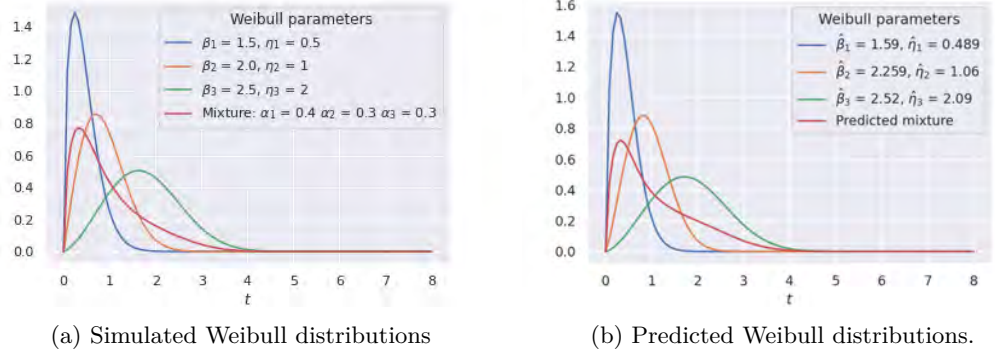 Weibull parameters
β₁ = 1.5, η₁ = 0.5
β₂ = 2.0, η₂ = 1
β₃ = 2.5, η₃ = 2
Mixture: α₁ = 0.4 α₂ = 0.3 α₃ = 0.3
1.4
1.2
1.0
0.8
0.6
0.4
0.2
0.0
0 1 2 3 4 5 6 7 8
t
(a) Simulated Weibull distributions
Weibull parameters
β̂₁ = 1.59, η̂₁ = 0.489
β̂₂ = 2.259, η̂₂ = 1.06
β̂₃ = 2.52, η̂₃ = 2.09
Predicted mixture
1.6
1.4
1.2
1.0
0.8
0.6
0.4
0.2
0.0
0 1 2 3 4 5 6 7 8
t
(b) Predicted Weibull distributions.